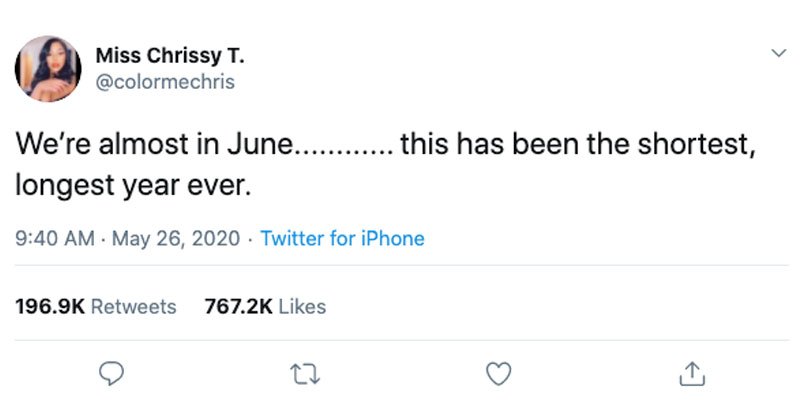 Miss Chrissy T.
@colormechris
We’re almost in June............ this has been the shortest,
longest year ever.
9:40 AM · May 26, 2020 · Twitter for iPhone
196.9K Retweets 767.2K Likes